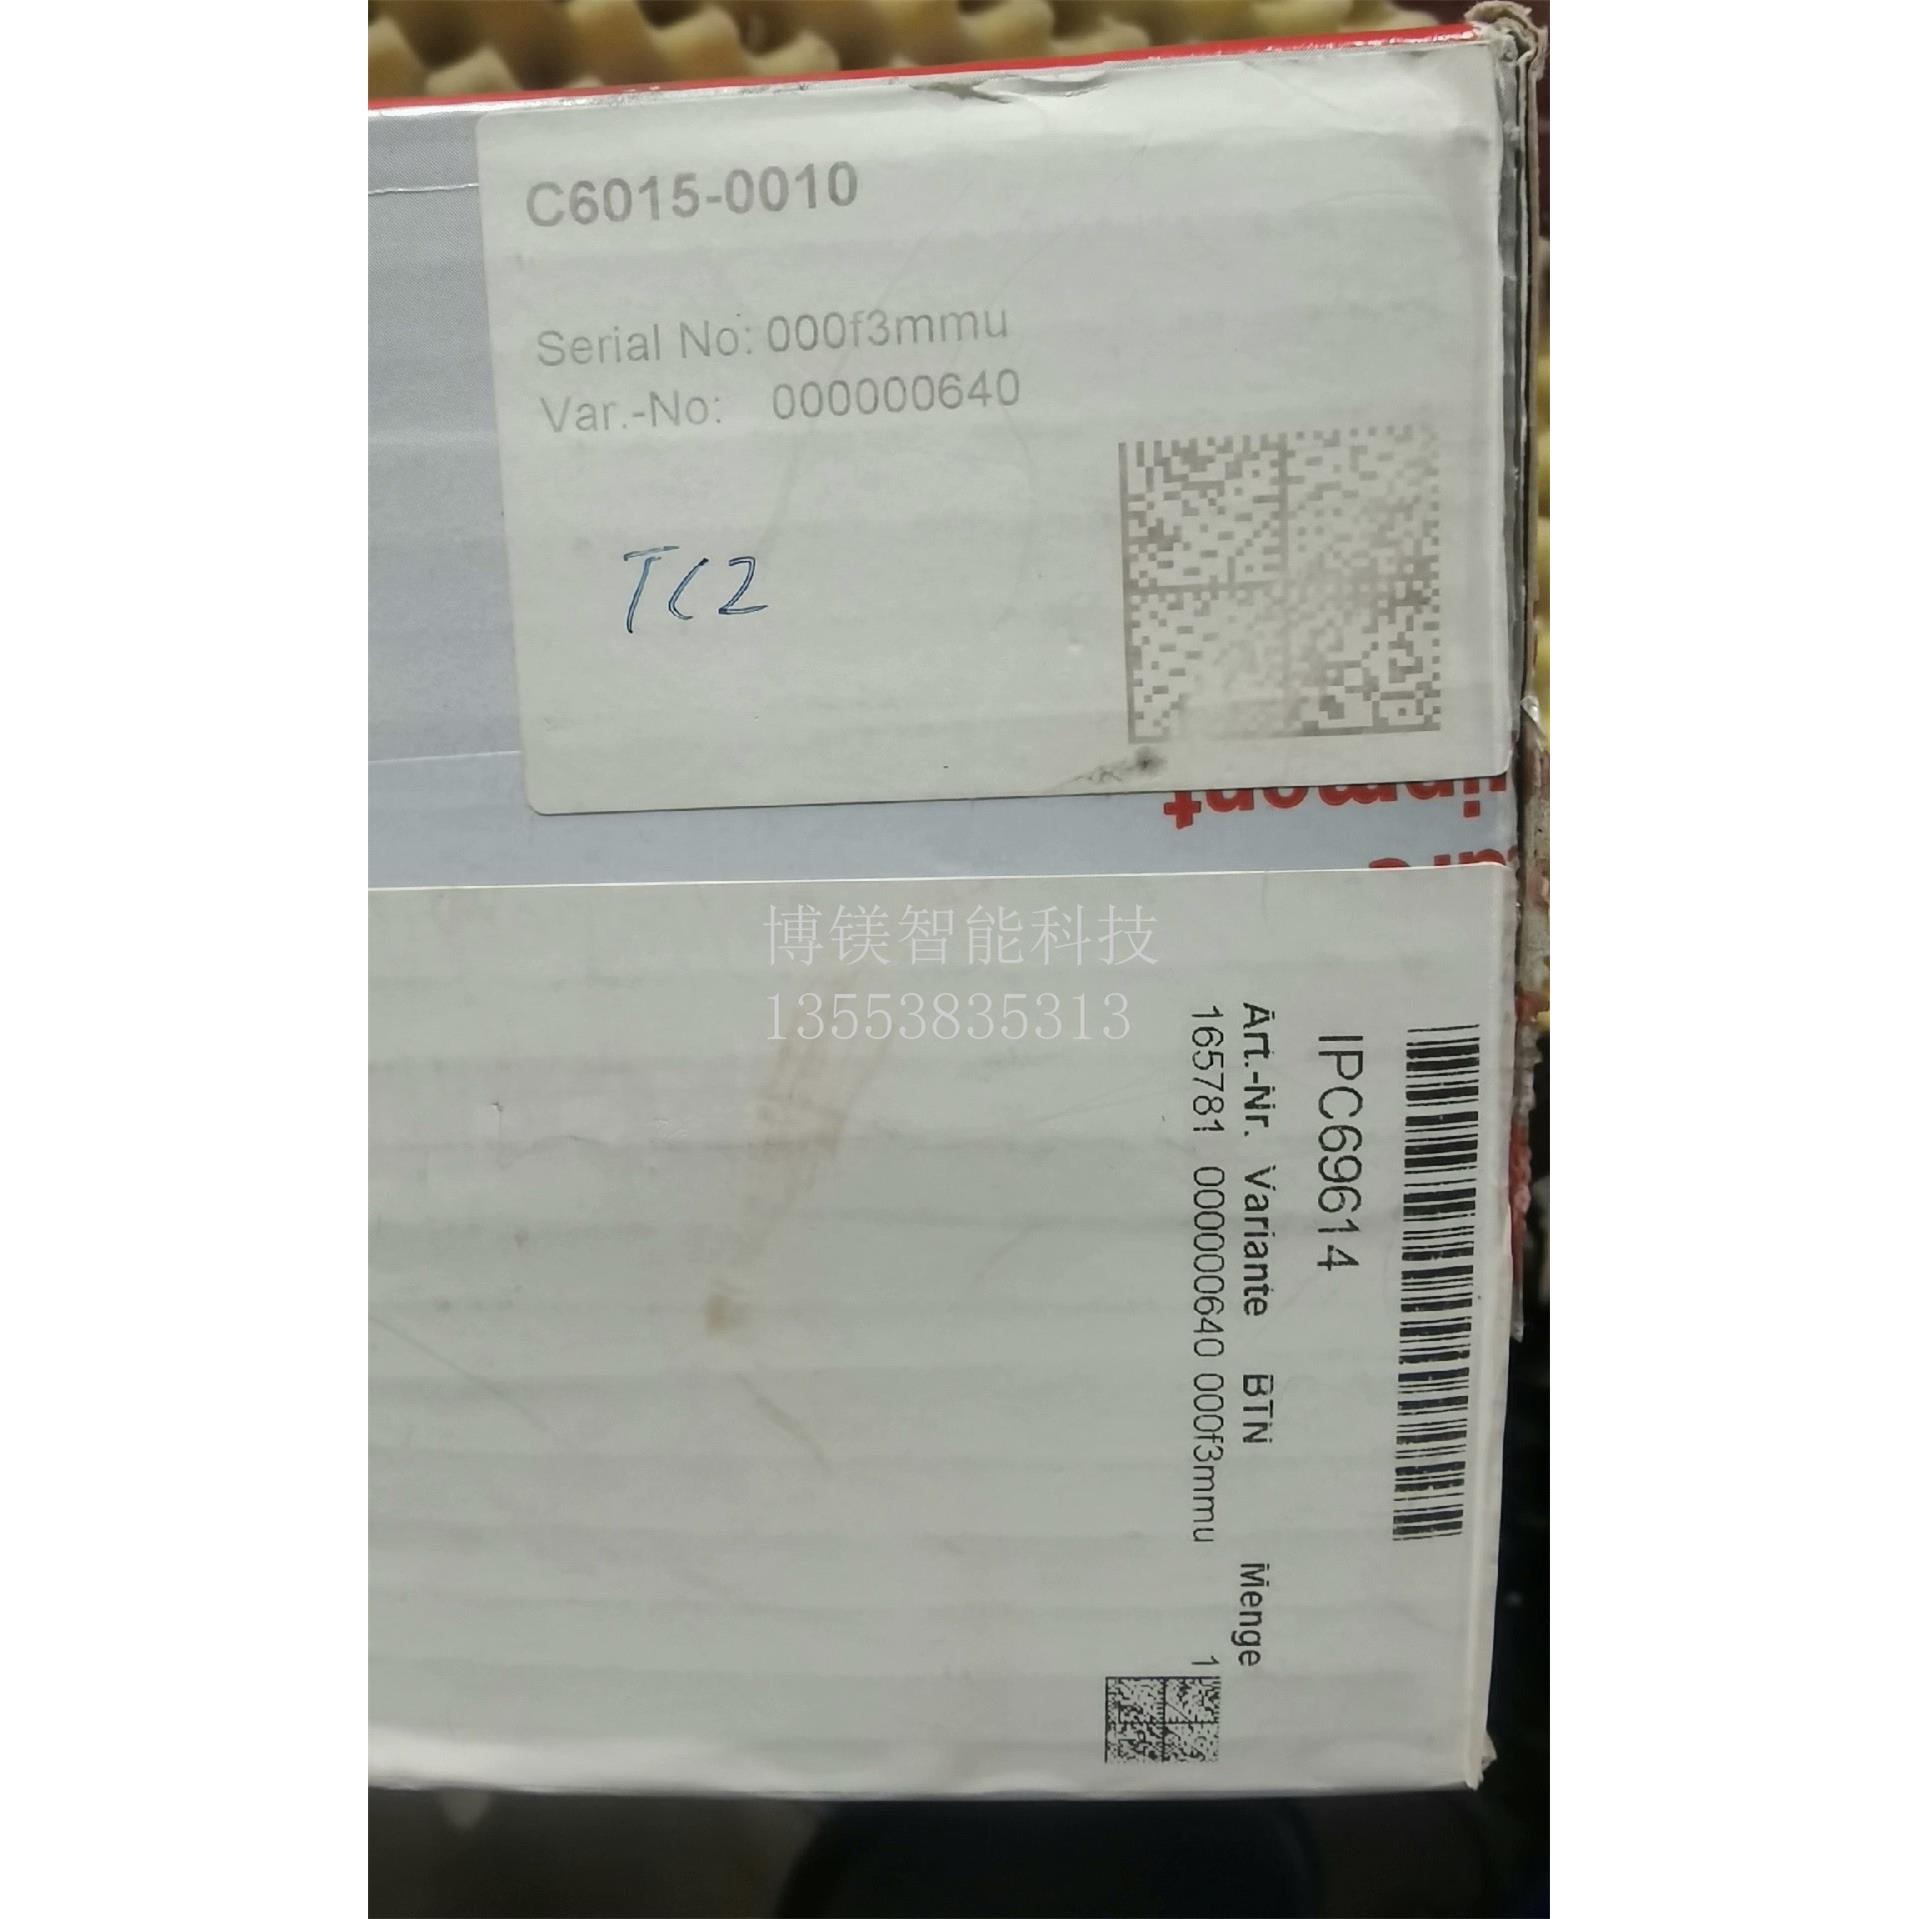 C6015-0010
Serial No: 000f3mmu
Var.-No: 000000640
TC2
博镁智能科技
13553835313
IPC69614
Art.-Nr. Variante BTN Menge
165781 000000640 000f3mmu 1